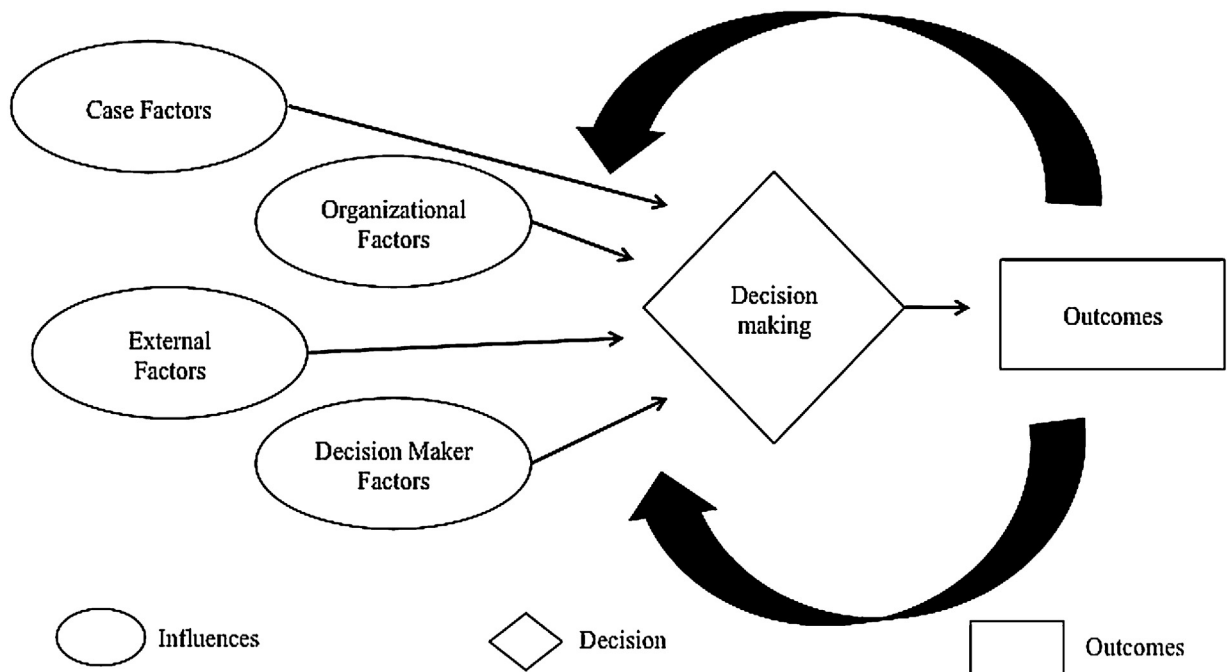 Case Factors
Organizational
Factors
External
Factors
Decision Maker
Factors
Decision
making
Outcomes
Influences
Decision
Outcomes